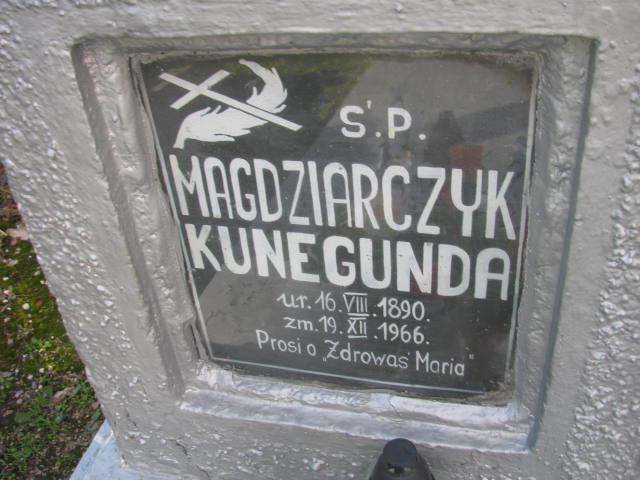 Ś.P.
MAGDZIARCZYK
KUNEGUNDA
ur. 16. VIII. 1890.
zm. 19. XII. 1966.
Prosi o „Zdrowaś Maria"